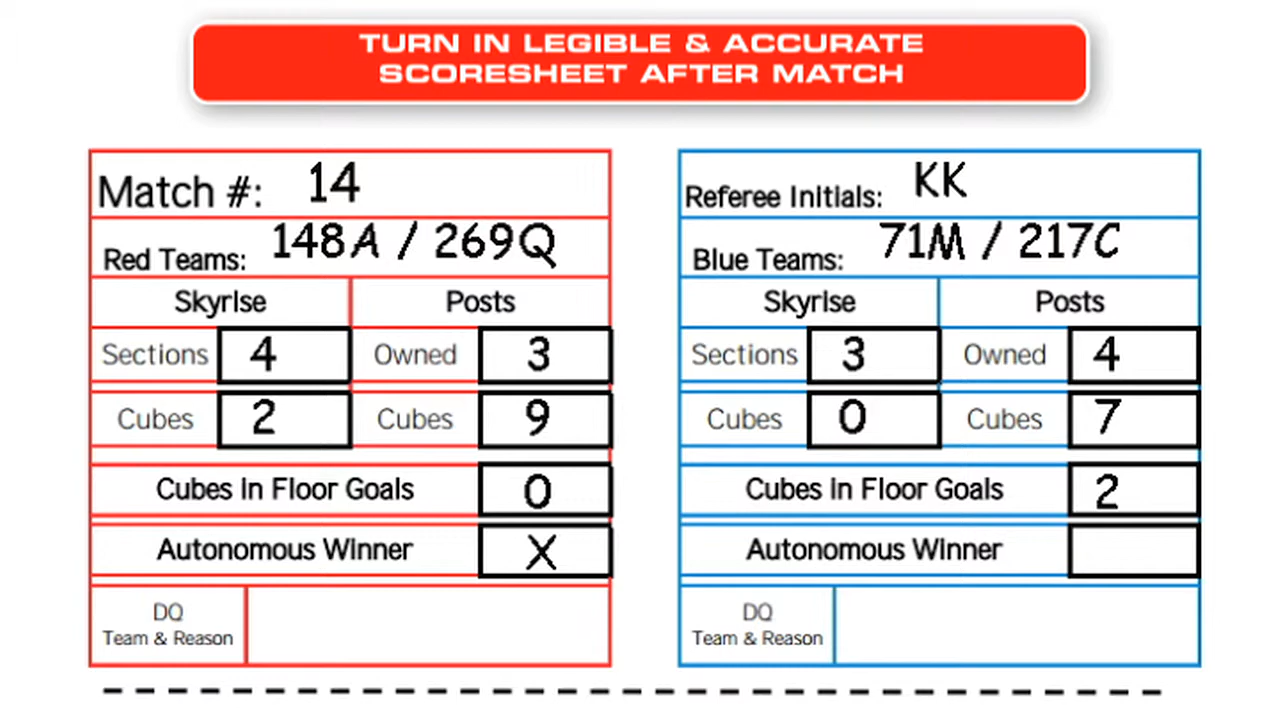 TURN IN LEGIBLE & ACCURATE
SCORESHEET AFTER MATCH
Match #: 14
Red Teams: 148A / 269Q
Skyrise Posts
Sections 4 Owned 3
Cubes 2 Cubes 9
Cubes in Floor Goals 0
Autonomous Winner X
DQ
Team & Reason
Referee Initials: KK
Blue Teams: 71M / 217C
Skyrise Posts
Sections 3 Owned 4
Cubes 0 Cubes 7
Cubes in Floor Goals 2
Autonomous Winner
DQ
Team & Reason